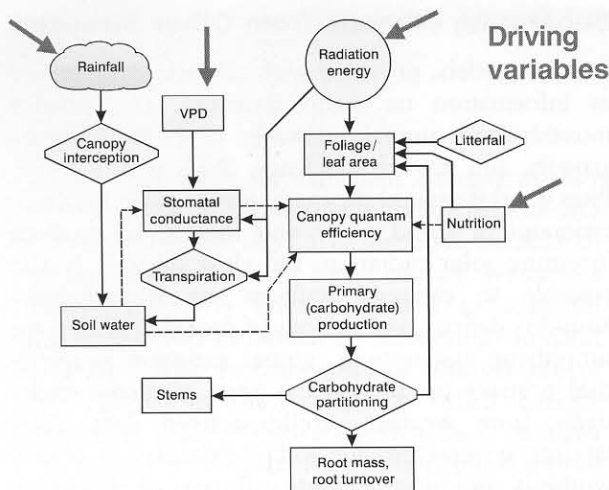 Driving
variables
Rainfall
Radiation
energy
VPD
Canopy
interception
Foliage/
leaf area
Litterfall
Stomatal
conductance
Canopy quantam
efficiency
Nutrition
Transpiration
Soil water
Primary
(carbohydrate)
production
Stems
Carbohydrate
partitioning
Root mass,
root turnover